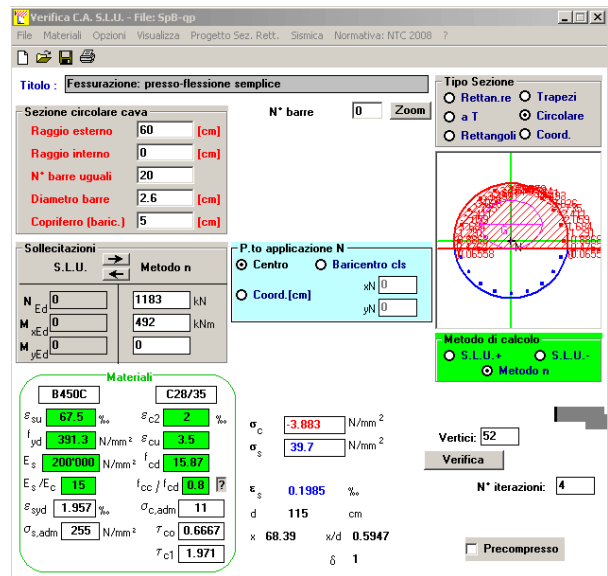 Verifica C.A. S.L.U. - File: SpB-qp
File Materiali Opzioni Visualizza Progetto Sez. Rett. Sismica Normativa: NTC 2008 ?
Titolo : Fessurazione: presso-flessione semplice
Sezione circolare cava
Raggio esterno 60 [cm]
Raggio interno 0 [cm]
N° barre uguali 20
Diametro barre 2.6 [cm]
Copriferro (baric.) 5 [cm]
N° barre 0 Zoom
Tipo Sezione
Rettan.re Trapezi
a T Circolare
Rettangoli Coord.
Sollecitazioni
S.L.U. Metodo n
N Ed 0 1183 kN
M xEd 0 492 kNm
M yEd 0 0
P.to applicazione N
Centro Baricentro cls
Coord.[cm] xN 0
yN 0
Metodo di calcolo
S.L.U.+ S.L.U.-
Metodo n
Materiali
B450C C28/35
εsu 67.5 ‰ εc2 2 ‰
fyd 391.3 N/mm² εcu 3.5
Es 200'000 N/mm² fcd 15.87
Es/Ec 15 fcc / fcd 0.8 ?
εsyd 1.957 ‰ σc,adm 11
σs,adm 255 N/mm² τco 0.6667
τc1 1.971
σc -3.883 N/mm²
σs 39.7 N/mm²
εs 0.1985 ‰
d 115 cm
x 68.39 x/d 0.5947
δ 1
Vertici: 52
Verifica
N° iterazioni: 4
Precompresso